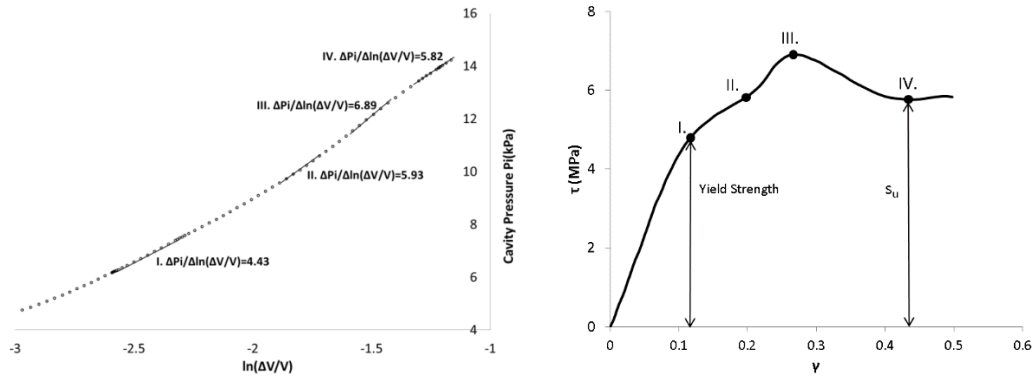 16
14
12
10
8
6
4
Cavity Pressure Pi(kPa)
IV. ΔPi/Δln(ΔV/V)=5.82
III. ΔPi/Δln(ΔV/V)=6.89
II. ΔPi/Δln(ΔV/V)=5.93
I. ΔPi/Δln(ΔV/V)=4.43
-3 -2.5 -2 -1.5 -1
ln(ΔV/V)
8
6
4
2
0
τ (MPa)
I.
II.
III.
IV.
Yield Strength
Su
0 0.1 0.2 0.3 0.4 0.5 0.6
γ